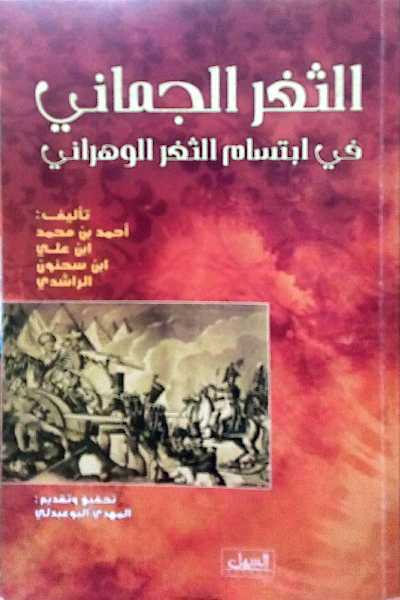 الثغر الجماني
في ابتسام الثغر الوهراني
تأليف:
أحمد بن محمد
ابن علي
ابن سحنون
الراشدي
تحقيق وتقديم:
المهدي البوعبدلي